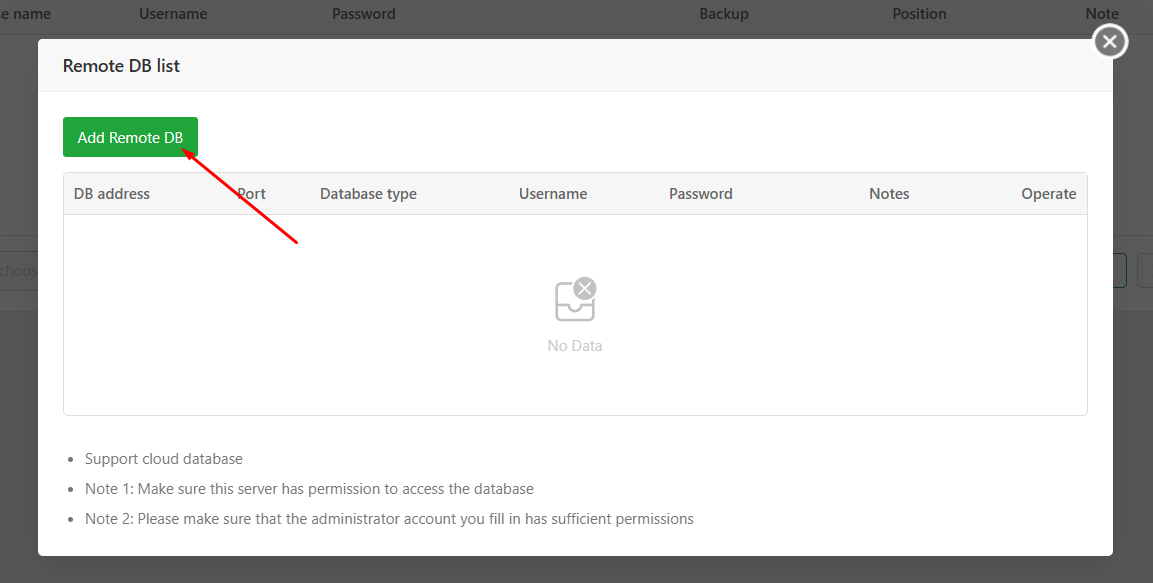 se name Username Password Backup Position Note
Remote DB list
Add Remote DB
DB address Port Database type Username Password Notes Operate
choos
No Data
Support cloud database
Note 1: Make sure this server has permission to access the database
Note 2: Please make sure that the administrator account you fill in has sufficient permissions